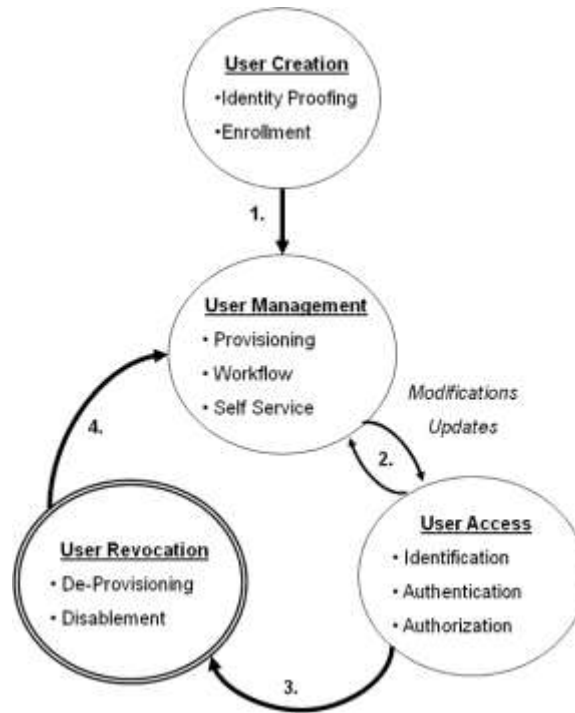 User Creation
•Identity Proofing
•Enrollment
1.
User Management
• Provisioning
• Workflow
• Self Service
Modifications
Updates
2.
4.
User Access
• Identification
• Authentication
• Authorization
User Revocation
• De-Provisioning
• Disablement
3.